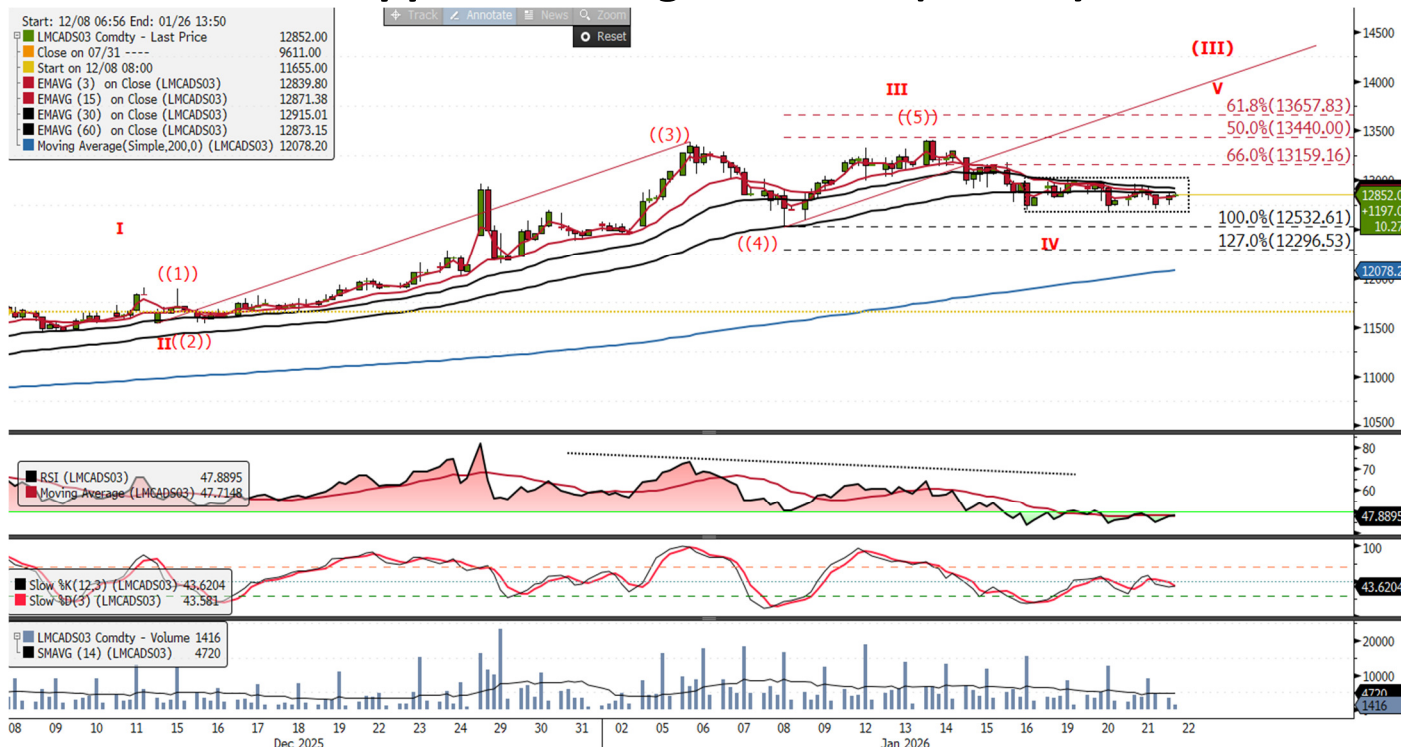 Track Annotate News Zoom
Reset
Start: 12/08 06:56 End: 01/26 13:50
LMCADS03 Comdty - Last Price 12852.00
Close on 07/31 ---- 9611.00
Start on 12/08 08:00 11655.00
EMAVG (3) on Close (LMCADS03) 12839.80
EMAVG (15) on Close (LMCADS03) 12871.38
EMAVG (30) on Close (LMCADS03) 12915.01
EMAVG (60) on Close (LMCADS03) 12873.15
Moving Average(Simple,200,0) (LMCADS03) 12078.20
14500
(III)
14000
III
V
61.8%(13657.83)
((5))
((3))
13500
50.0%(13440.00)
66.0%(13159.16)
12852.0
+1197.0
10.27
I
((4))
IV
100.0%(12532.61)
127.0%(12296.53)
((1))
12078.2
12000
II((2))
11500
11000
10500
RSI (LMCADS03) 47.8895
Moving Average (LMCADS03) 47.7148
80
70
60
47.8895
Slow %K(12,3) (LMCADS03) 43.6204
Slow %D(3) (LMCADS03) 43.581
100
43.6204
LMCADS03 Comdty - Volume 1416
SMAVG (14) (LMCADS03) 4720
20000
10000
4720
1416
08 09 10 11 12 15 16 17 18 19 22 23 24 29 30 31 02 05 06 07 08 09 12 13 14 15 16 19 20 21 22
Dec 2025 Jan 2026